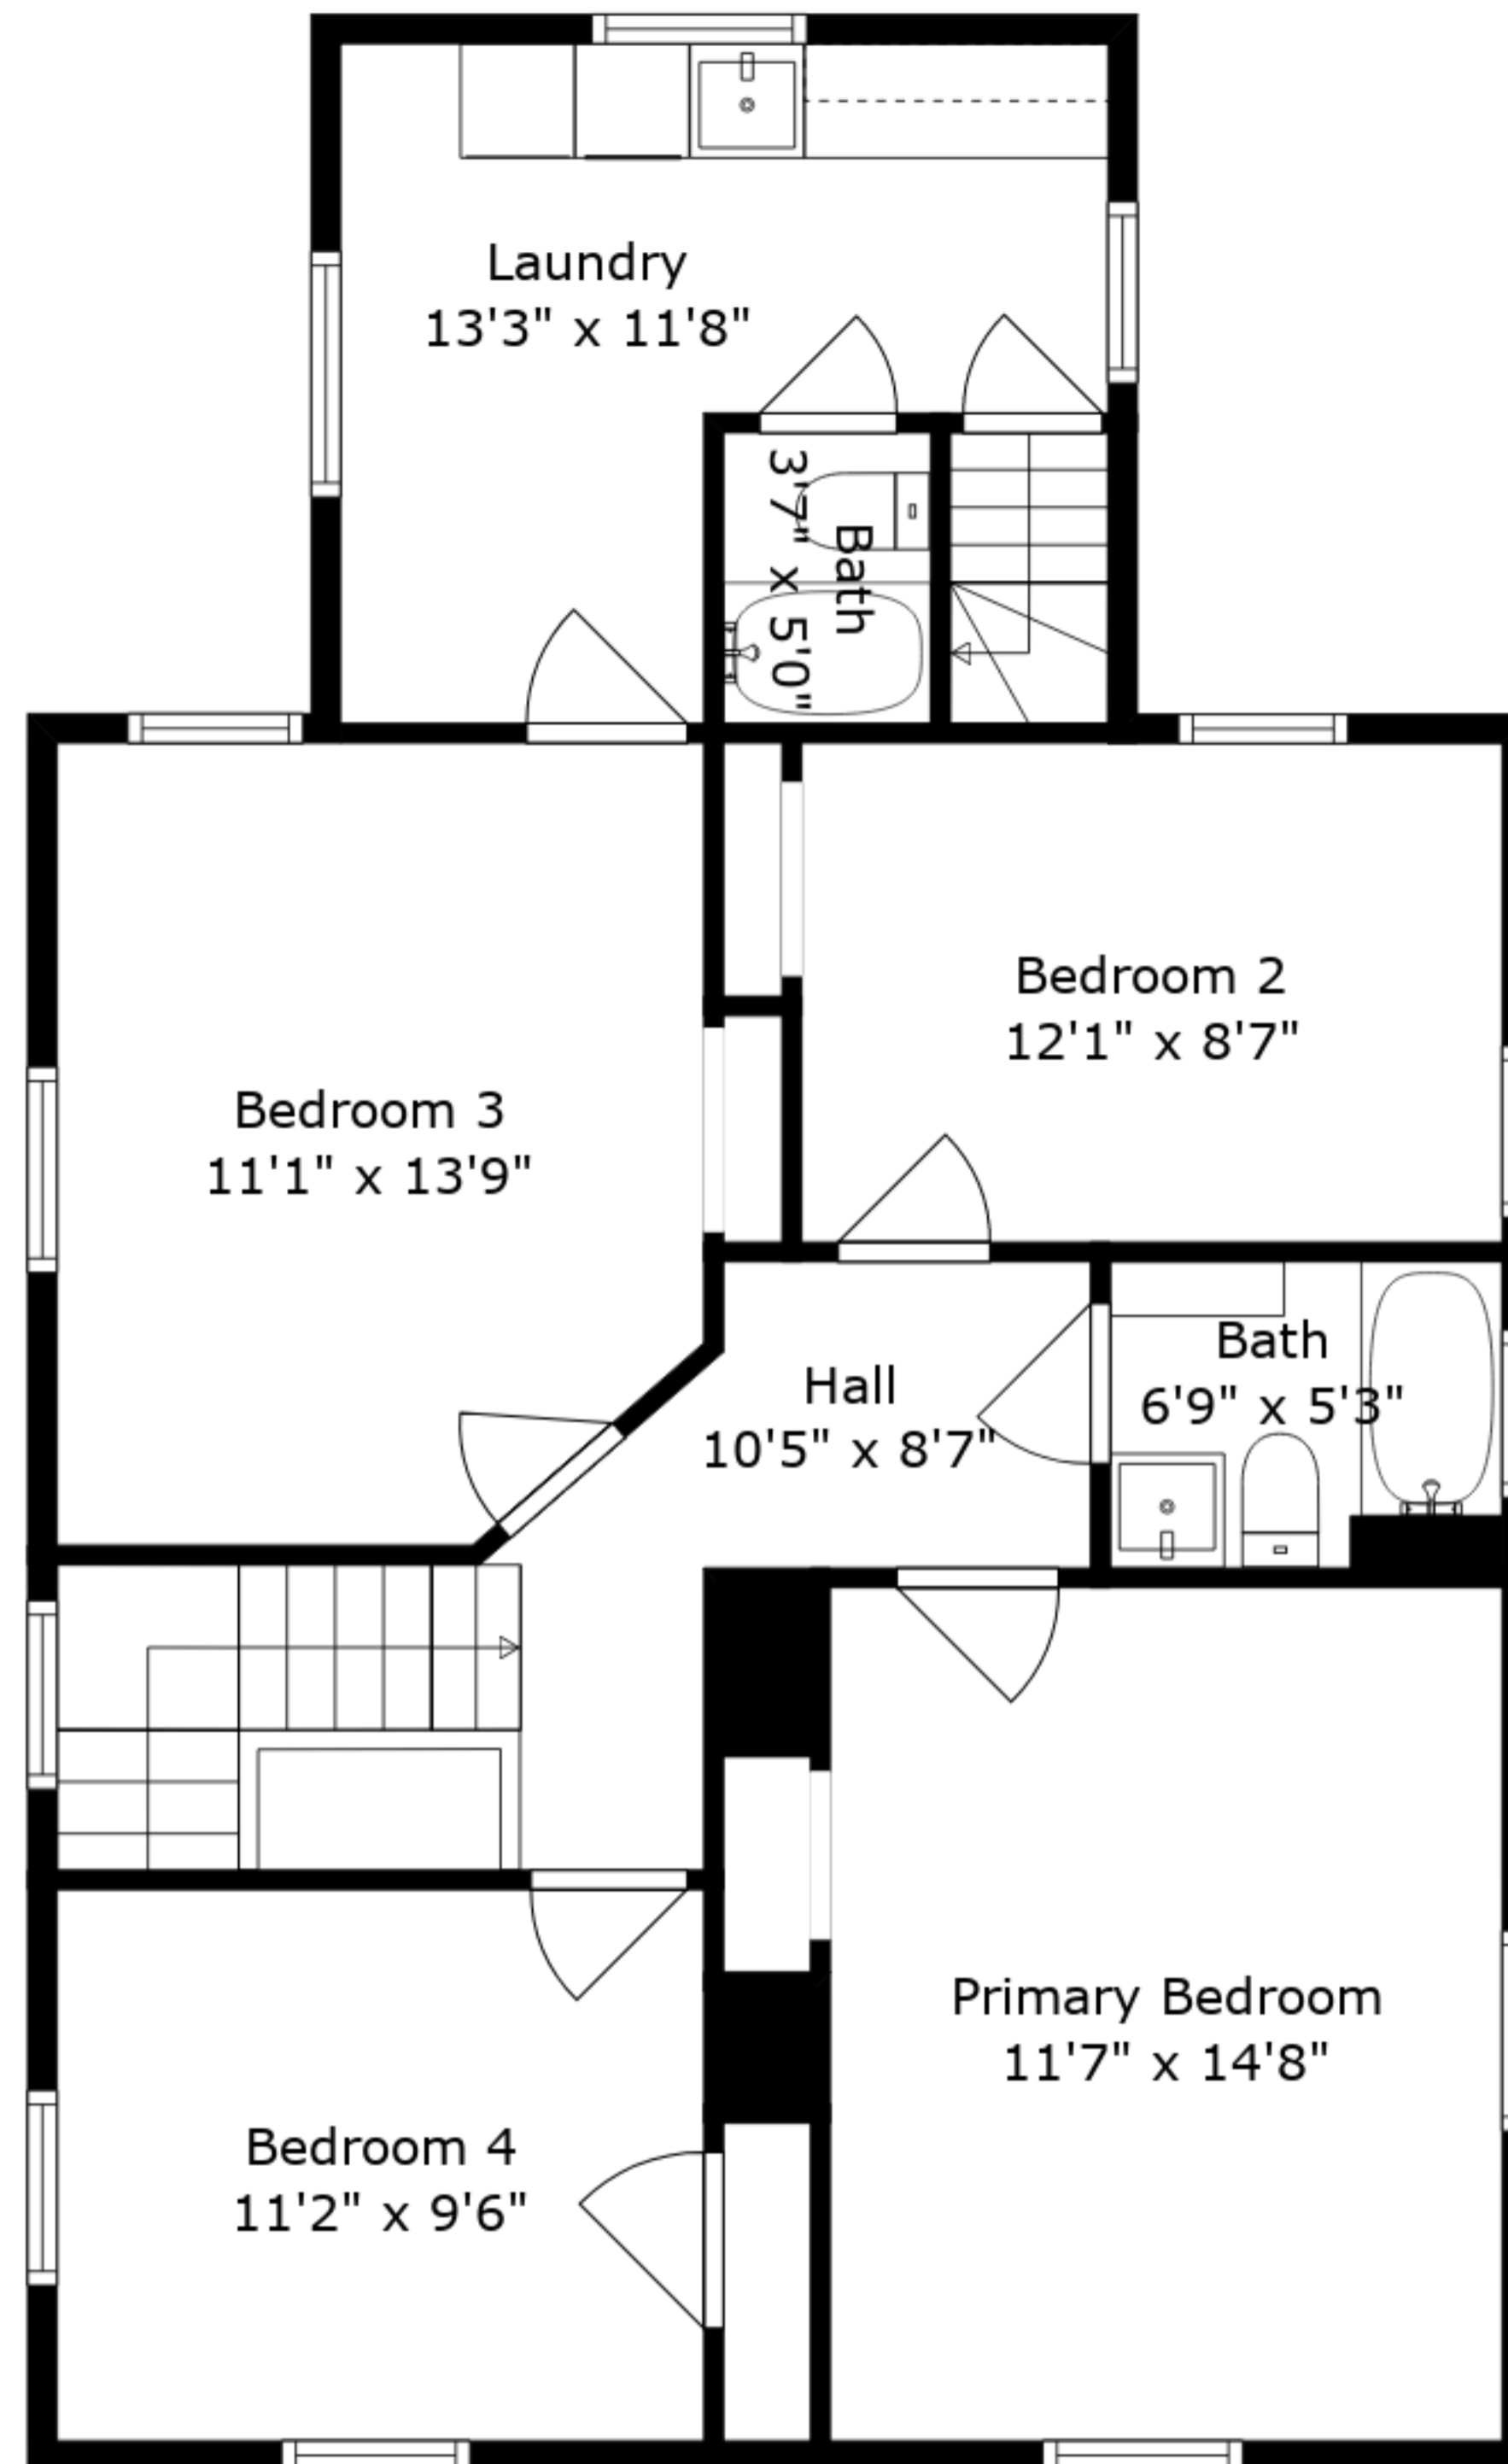 Laundry
13'3" x 11'8"
Bath
3'7" x 5'0"
Bedroom 2
12'1" x 8'7"
Bedroom 3
11'1" x 13'9"
Bath
6'9" x 5'3"
Hall
10'5" x 8'7"
Primary Bedroom
11'7" x 14'8"
Bedroom 4
11'2" x 9'6"